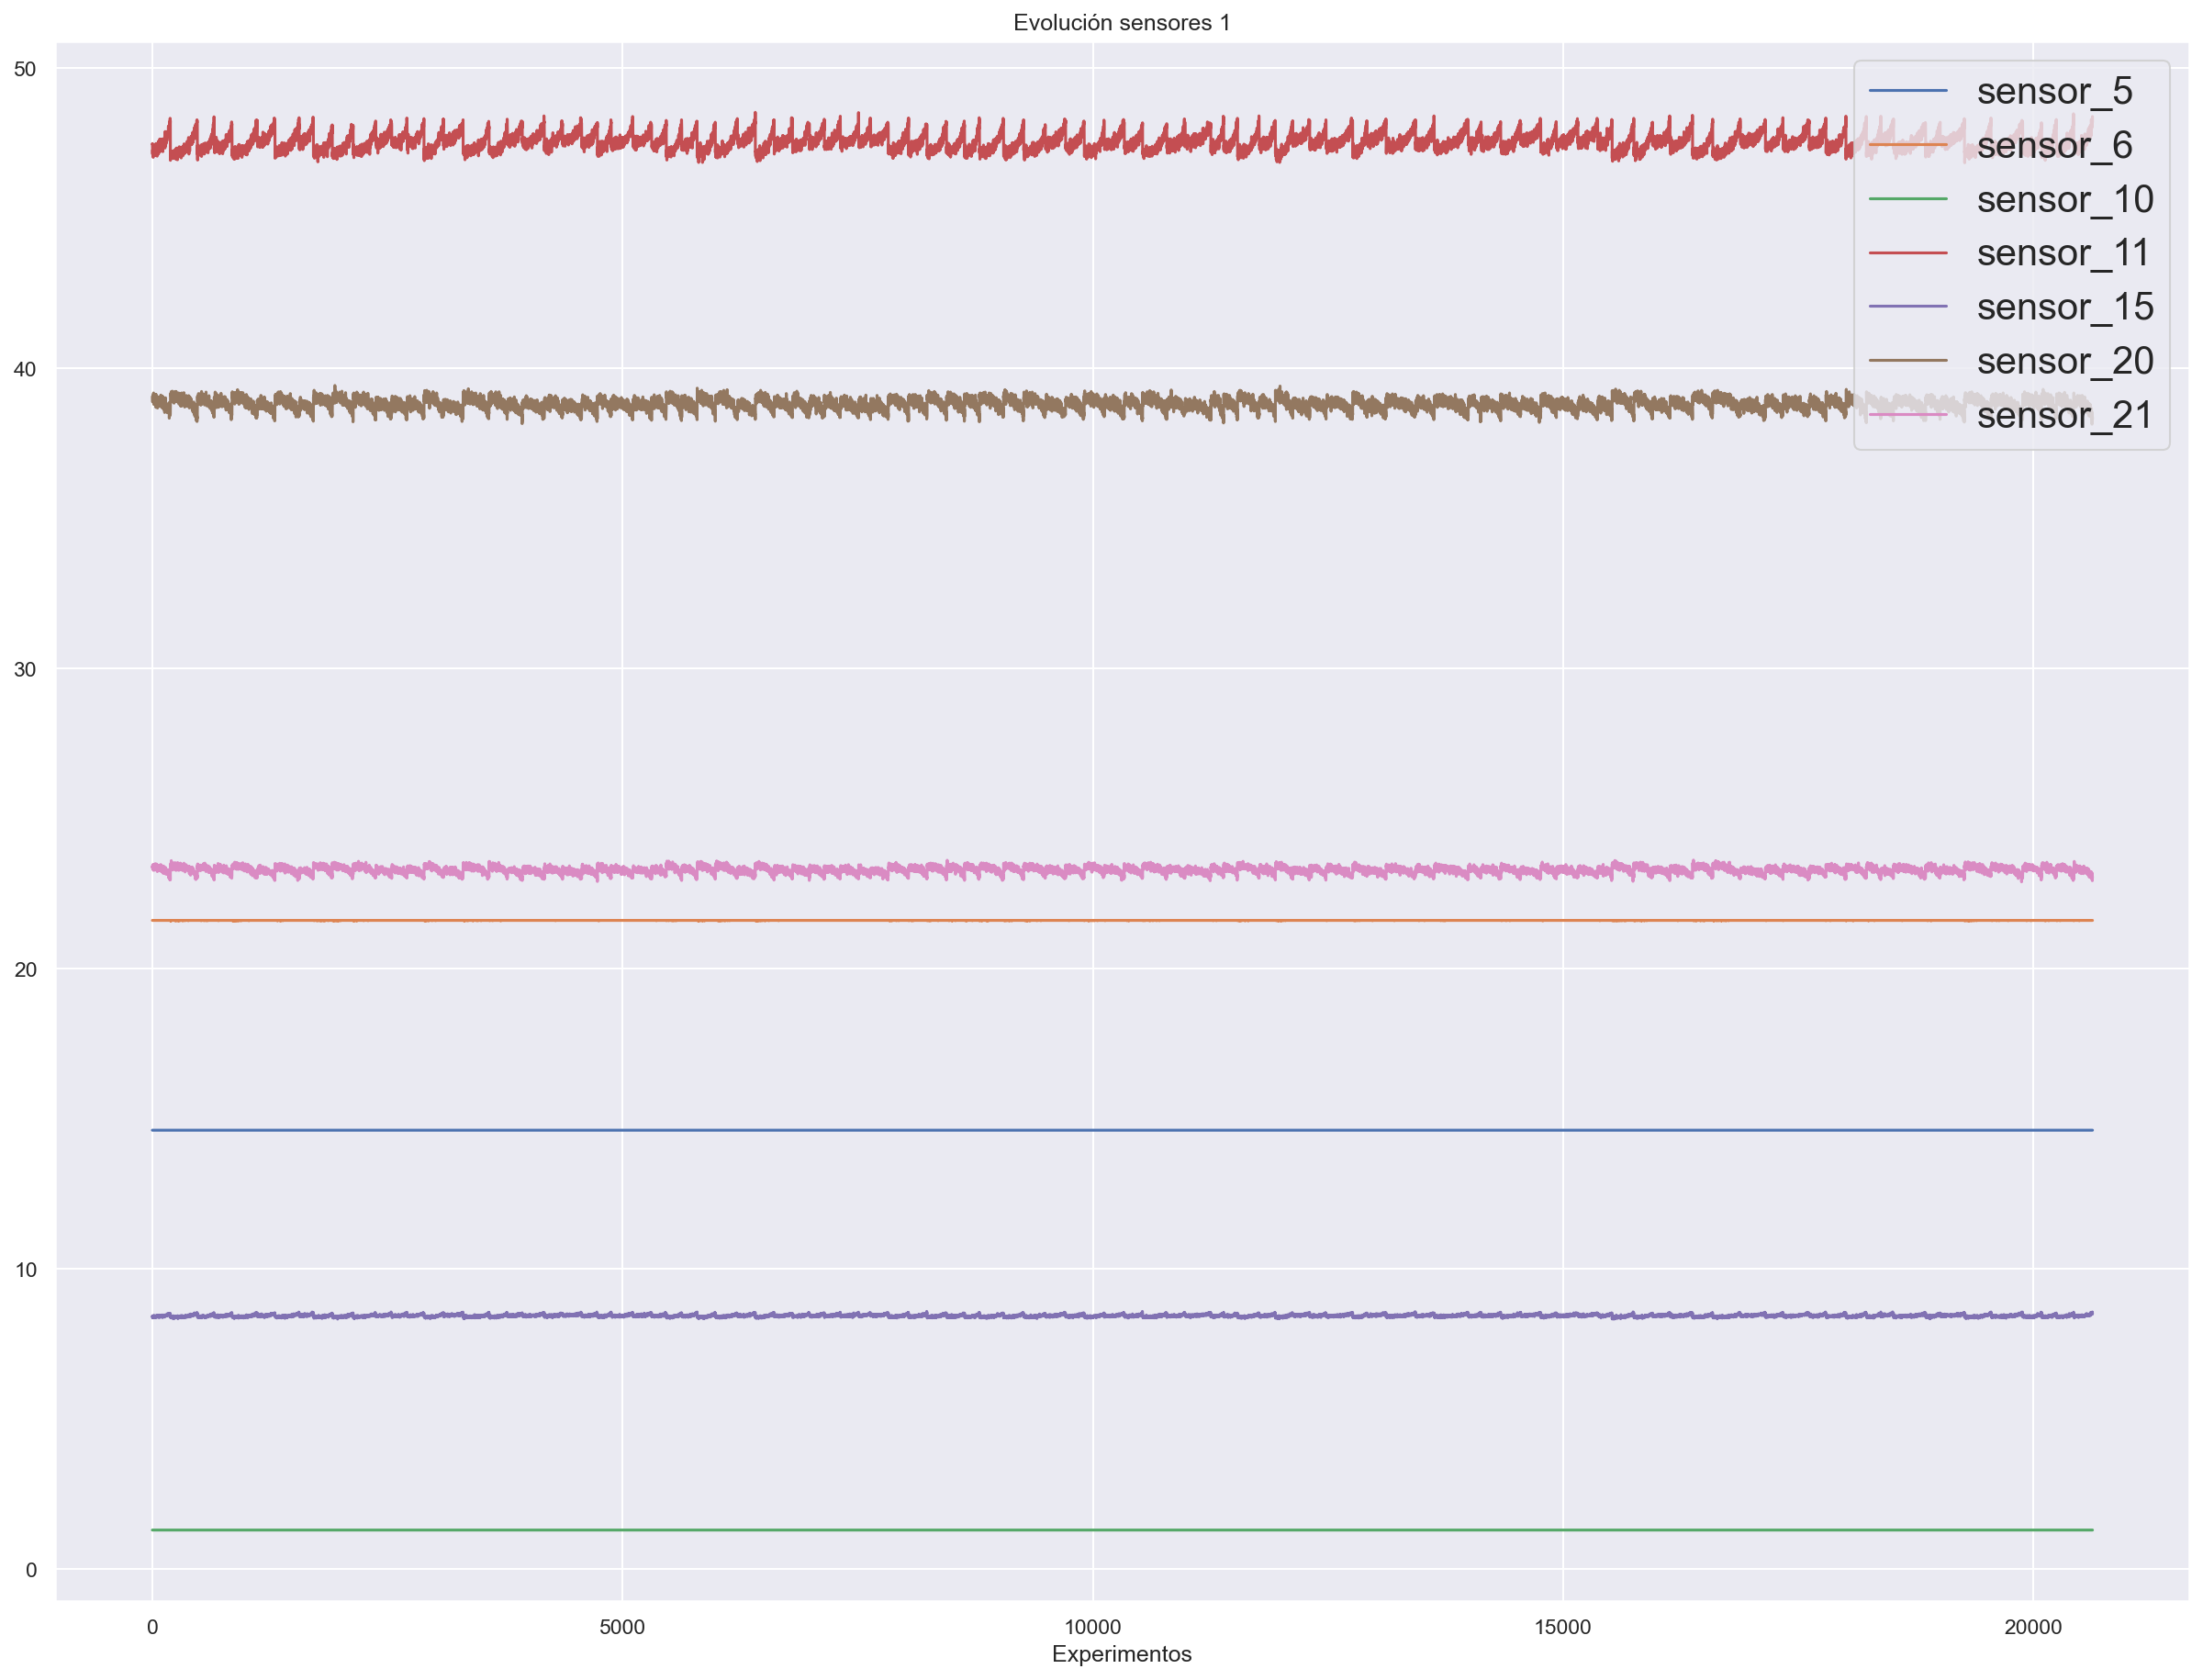 Evolución sensores 1
50
40
30
20
10
0
sensor_5
sensor_6
sensor_10
sensor_11
sensor_15
sensor_20
sensor_21
0 5000 10000 15000 20000
Experimentos